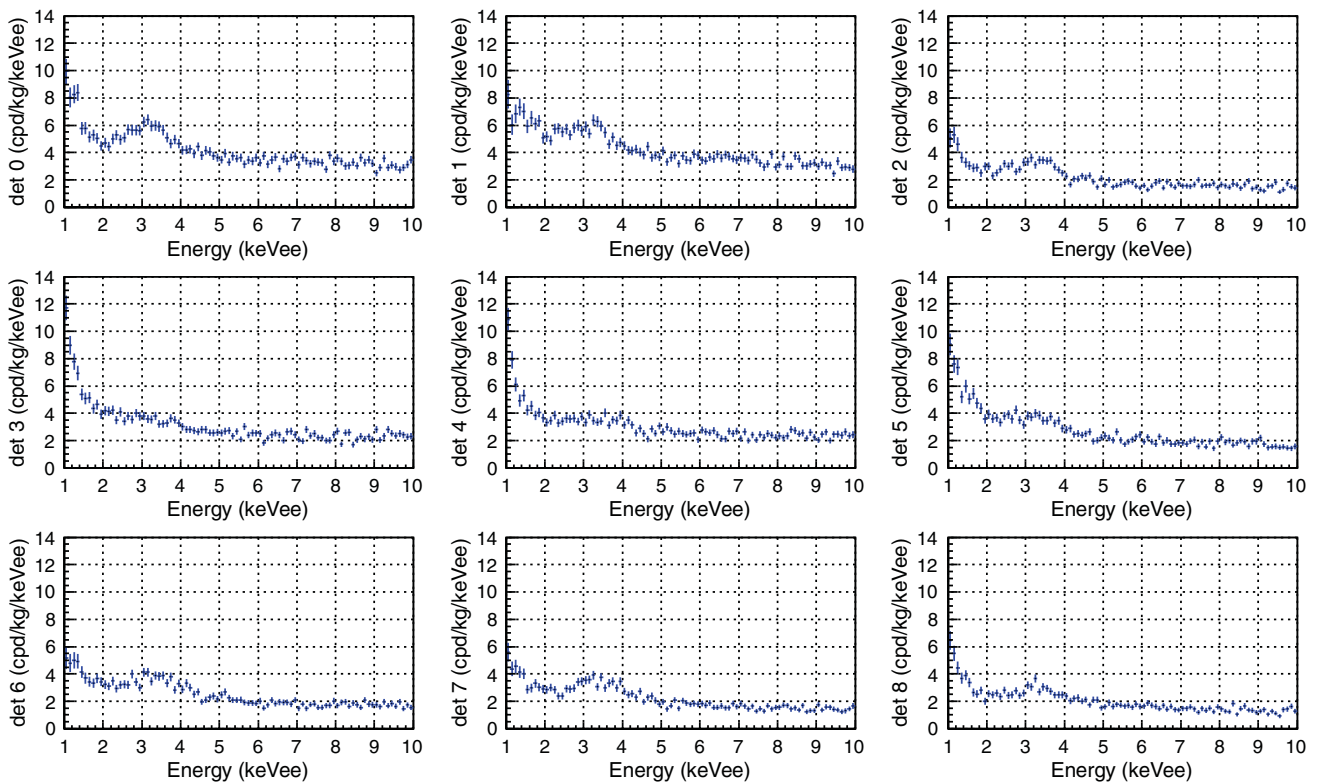 14
12
10
8
6
4
2
0
det 0 (cpd/kg/keVee)
1 2 3 4 5 6 7 8 9 10
Energy (keVee)
14
12
10
8
6
4
2
0
det 1 (cpd/kg/keVee)
1 2 3 4 5 6 7 8 9 10
Energy (keVee)
14
12
10
8
6
4
2
0
det 2 (cpd/kg/keVee)
1 2 3 4 5 6 7 8 9 10
Energy (keVee)
14
12
10
8
6
4
2
0
det 3 (cpd/kg/keVee)
1 2 3 4 5 6 7 8 9 10
Energy (keVee)
14
12
10
8
6
4
2
0
det 4 (cpd/kg/keVee)
1 2 3 4 5 6 7 8 9 10
Energy (keVee)
14
12
10
8
6
4
2
0
det 5 (cpd/kg/keVee)
1 2 3 4 5 6 7 8 9 10
Energy (keVee)
14
12
10
8
6
4
2
0
det 6 (cpd/kg/keVee)
1 2 3 4 5 6 7 8 9 10
Energy (keVee)
14
12
10
8
6
4
2
0
det 7 (cpd/kg/keVee)
1 2 3 4 5 6 7 8 9 10
Energy (keVee)
14
12
10
8
6
4
2
0
det 8 (cpd/kg/keVee)
1 2 3 4 5 6 7 8 9 10
Energy (keVee)